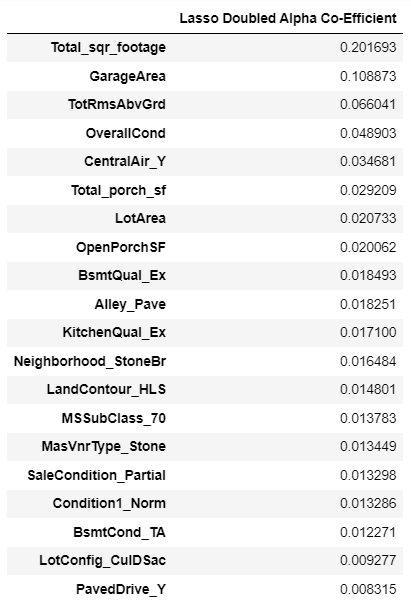 Lasso Doubled Alpha Co-Efficient
Total_sqr_footage 0.201693
GarageArea 0.108873
TotRmsAbvGrd 0.066041
OverallCond 0.048903
CentralAir_Y 0.034681
Total_porch_sf 0.029209
LotArea 0.020733
OpenPorchSF 0.020062
BsmtQual_Ex 0.018493
Alley_Pave 0.018251
KitchenQual_Ex 0.017100
Neighborhood_StoneBr 0.016484
LandContour_HLS 0.014801
MSSubClass_70 0.013783
MasVnrType_Stone 0.013449
SaleCondition_Partial 0.013298
Condition1_Norm 0.013286
BsmtCond_TA 0.012271
LotConfig_CulDSac 0.009277
PavedDrive_Y 0.008315